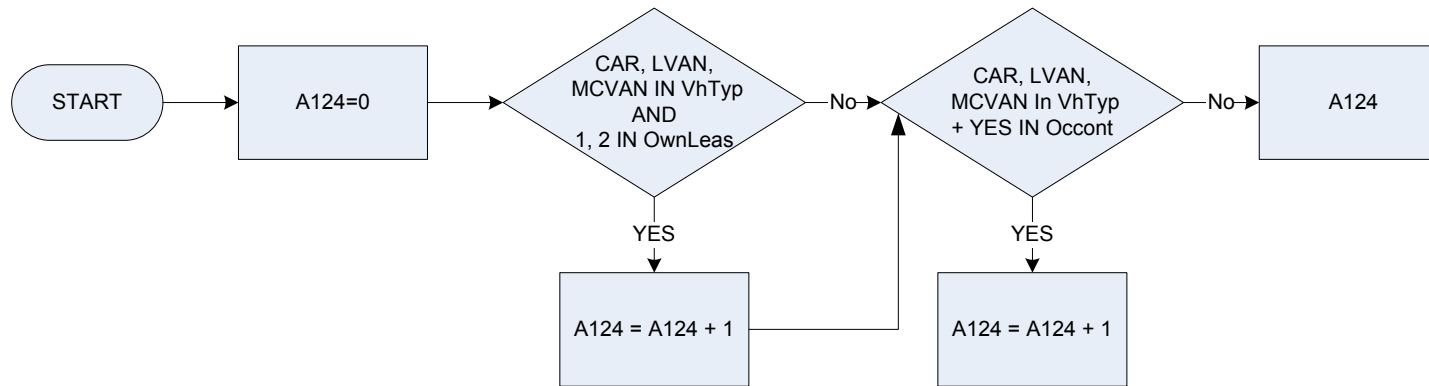 START
A124=0
CAR, LVAN,
MCVAN IN VhTyp
AND
1, 2 IN OwnLeas
No
CAR, LVAN,
MCVAN In VhTyp
+ YES IN Occont
No
A124
YES
YES
A124 = A124 + 1
A124 = A124 + 1